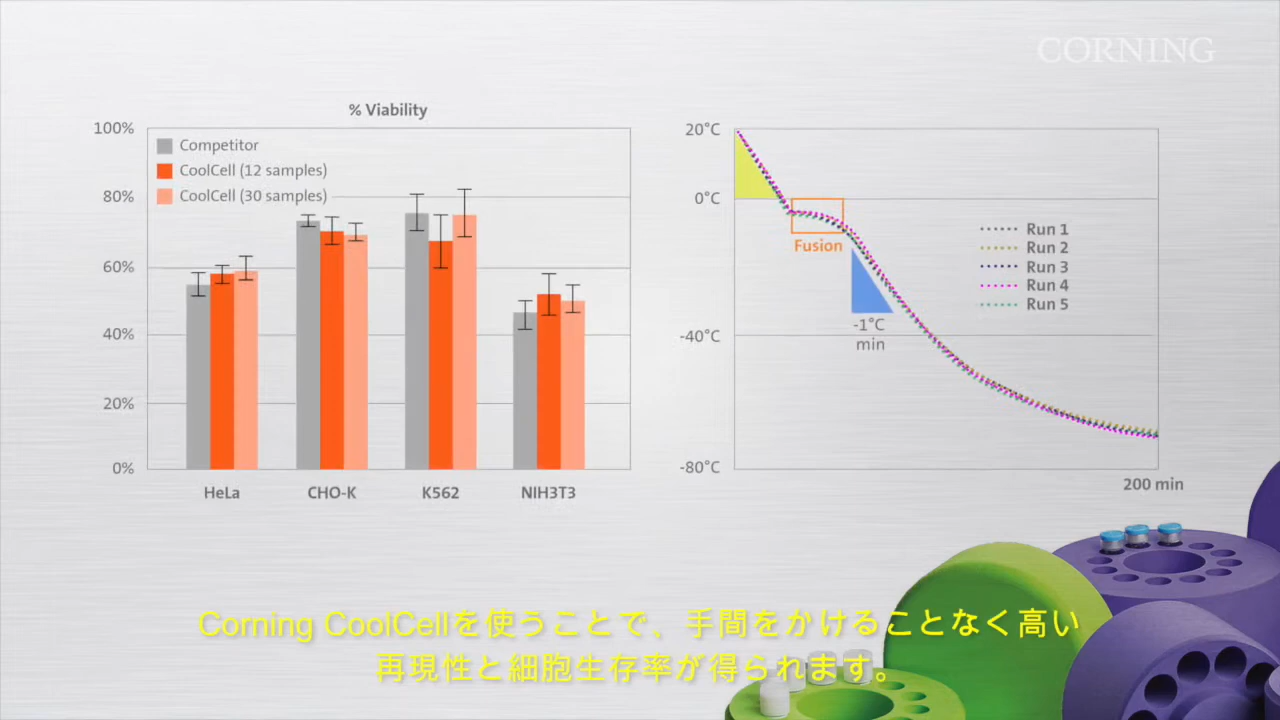 CORNING
% Viability
100%
80%
60%
40%
20%
0%
Competitor
CoolCell (12 samples)
CoolCell (30 samples)
HeLa
CHO-K
K562
NIH3T3
20°C
0°C
-40°C
-80°C
Fusion
-1°C
min
Run 1
Run 2
Run 3
Run 4
Run 5
200 min
Corning CoolCellを使うことで、手間をかけることなく高い
再現性と細胞生存率が得られます。